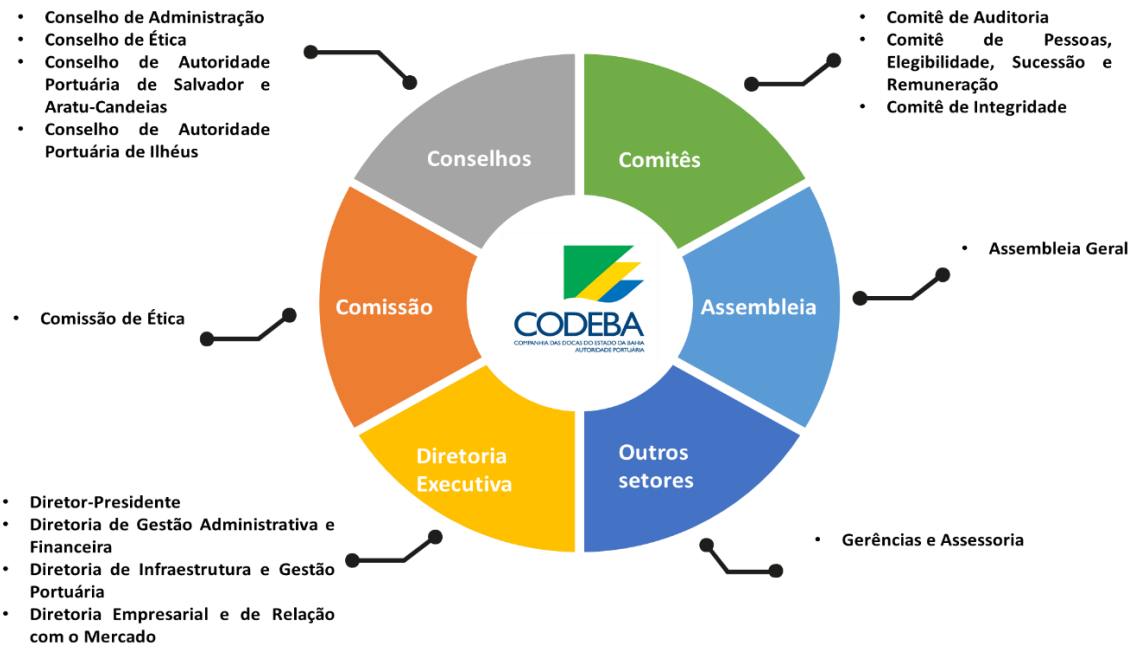 • Conselho de Administração
• Conselho de Ética
• Conselho de Autoridade
Portuária de Salvador e
Aratu-Candeias
• Conselho de Autoridade
Portuária de Ilhéus
• Comitê de Auditoria
• Comitê de Pessoas,
Elegibilidade, Sucessão e
Remuneração
• Comitê de Integridade
Conselhos
Comitês
• Assembleia Geral
• Comissão de Ética
Comissão
CODEBA
COMPANHIA DAS DOCAS DO ESTADO DA BAHIA
AUTORIDADE PORTUÁRIA
Assembleia
Diretoria
Executiva
Outros
setores
• Diretor-Presidente
• Diretoria de Gestão Administrativa e
Financeira
• Diretoria de Infraestrutura e Gestão
Portuária
• Diretoria Empresarial e de Relação
com o Mercado
• Gerências e Assessoria